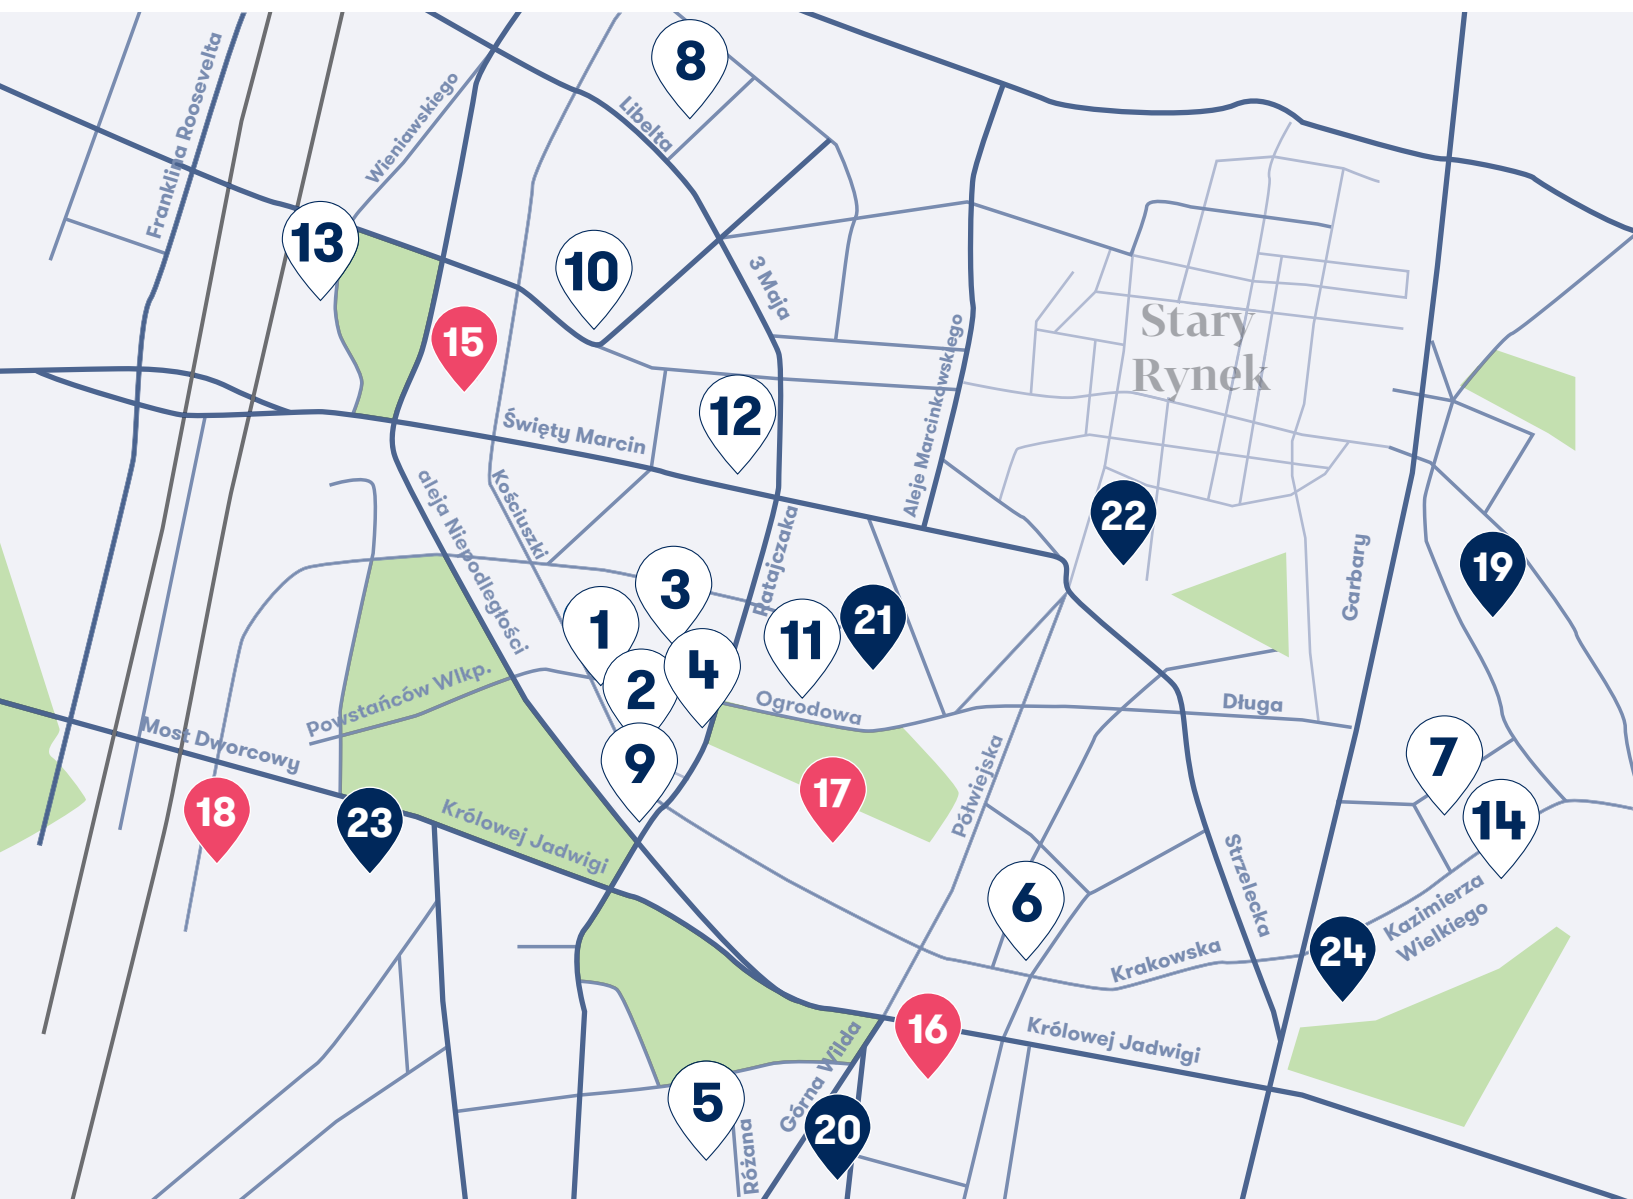 8
Franklina Roosevelta
Wieniawskiego
Libelta
13
10
3 Maja
15
Stary
Rynek
Aleje Marcinkowskiego
12
Święty Marcin
aleja Niepodległości
Kościuszki
Ratajczaka
22
Garbary
19
3
1
11
21
4
2
Powstańców Wlkp.
Ogrodowa
Długa
Most Dworcowy
9
17
Półwiejska
7
18
23
Królowej Jadwigi
14
Strzelecka
6
Kazimierza
Wielkiego
24
Krakowska
16
Królowej Jadwigi
Górna Wilda
5
20
Różana